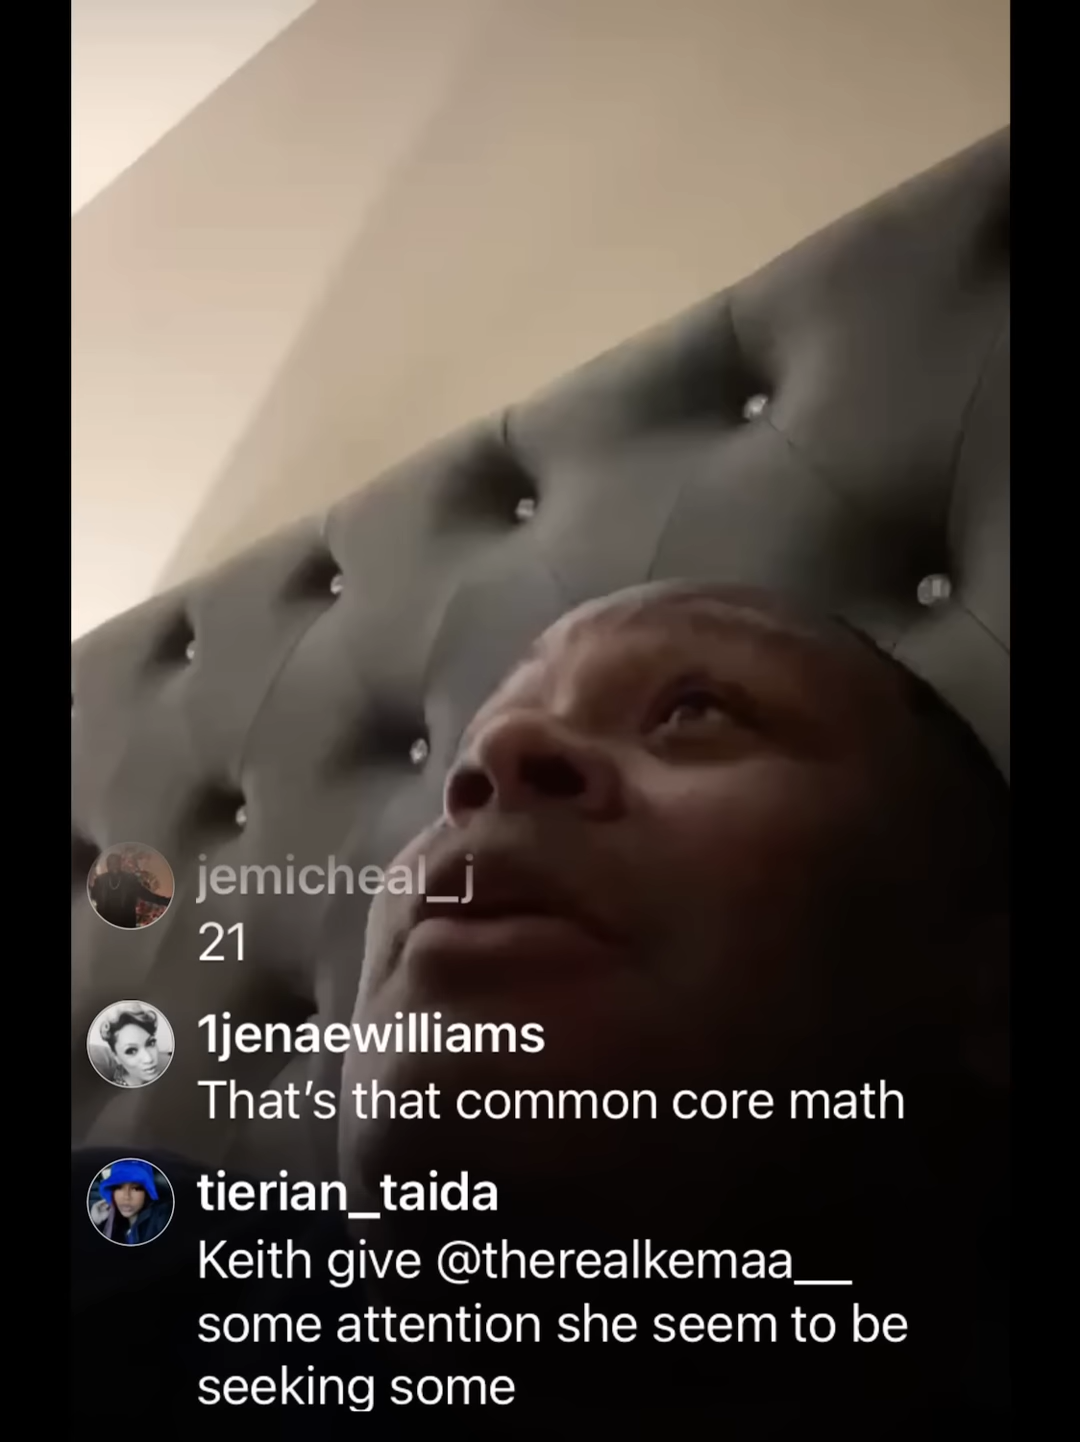 jemicheal_j
21
1jenaewilliams
That’s that common core math
tierian_taida
Keith give @therealkemaa__
some attention she seem to be
seeking some